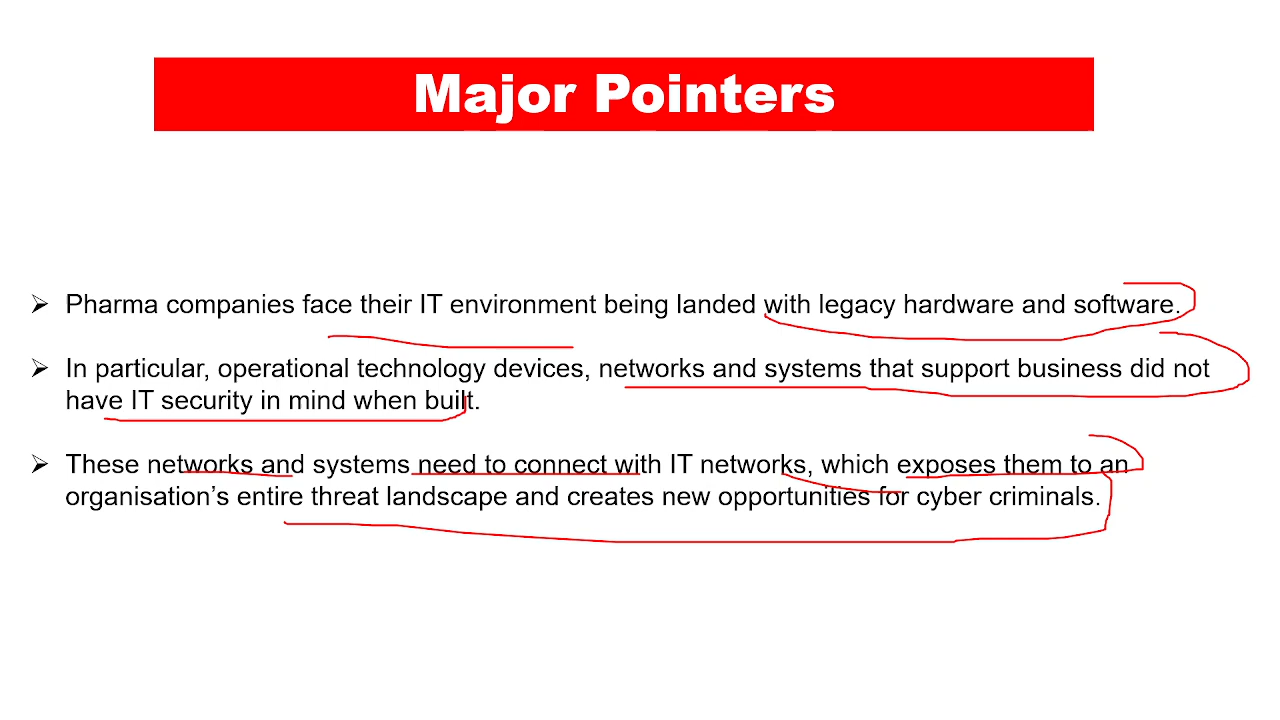 Major Pointers
➢ Pharma companies face their IT environment being landed with legacy hardware and software.
➢ In particular, operational technology devices, networks and systems that support business did not
have IT security in mind when built.
➢ These networks and systems need to connect with IT networks, which exposes them to an
organisation’s entire threat landscape and creates new opportunities for cyber criminals.